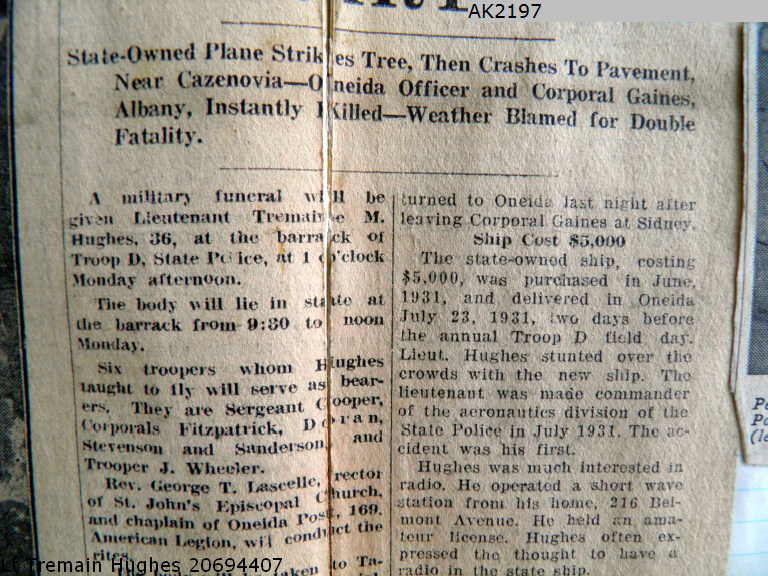 AK2197
State-Owned Plane Strikes Tree, Then Crashes To Pavement,
Near Cazenovia—Oneida Officer and Corporal Gaines,
Albany, Instantly Killed—Weather Blamed for Double
Fatality.
A military funeral will be
given Lieutenant Tremaine M.
Hughes, 36, at the barrack of
Troop D, State Police, at 1 o'clock
Monday afternoon.
The body will lie in state at
the barrack from 9:30 to noon
Monday.
Six troopers whom Hughes
taught to fly will serve as bear-
ers. They are Sergeant Cooper,
Corporals Fitzpatrick, Doran,
Stevenson and Sanderson and
Trooper J. Wheeler.
Rev. George T. Lascelle, rector
of St. John's Episcopal Church,
and chaplain of Oneida Post, 169,
American Legion, will conduct the
rites.
taken to Ta-
turned to Oneida last night after
leaving Corporal Gaines at Sidney.
Ship Cost $5,000
The state-owned ship, costing
$5,000, was purchased in June,
1931, and delivered in Oneida
July 23, 1931, two days before
the annual Troop D field day.
Lieut. Hughes stunted over the
crowds with the new ship. The
lieutenant was made commander
of the aeronautics division of the
State Police in July 1931. The ac-
cident was his first.
Hughes was much interested in
radio. He operated a short wave
station from his home, 216 Bel-
mont Avenue. He held an ama-
teur license. Hughes often ex-
pressed the thought to have a
radio in the state ship.
Lt Tremain Hughes 20694407